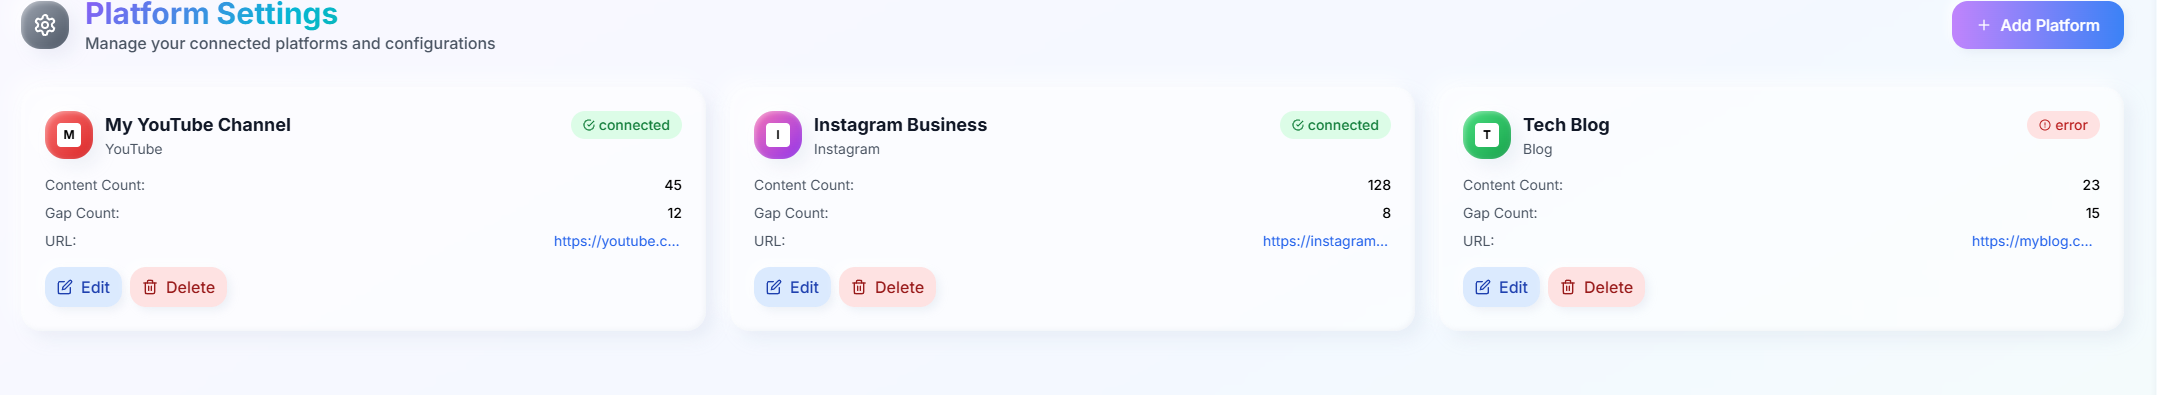 Platform Settings
Manage your connected platforms and configurations
+ Add Platform
M
My YouTube Channel
YouTube
connected
Content Count: 45
Gap Count: 12
URL: https://youtube.c...
Edit
Delete
I
Instagram Business
Instagram
connected
Content Count: 128
Gap Count: 8
URL: https://instagram...
Edit
Delete
T
Tech Blog
Blog
error
Content Count: 23
Gap Count: 15
URL: https://myblog.c...
Edit
Delete